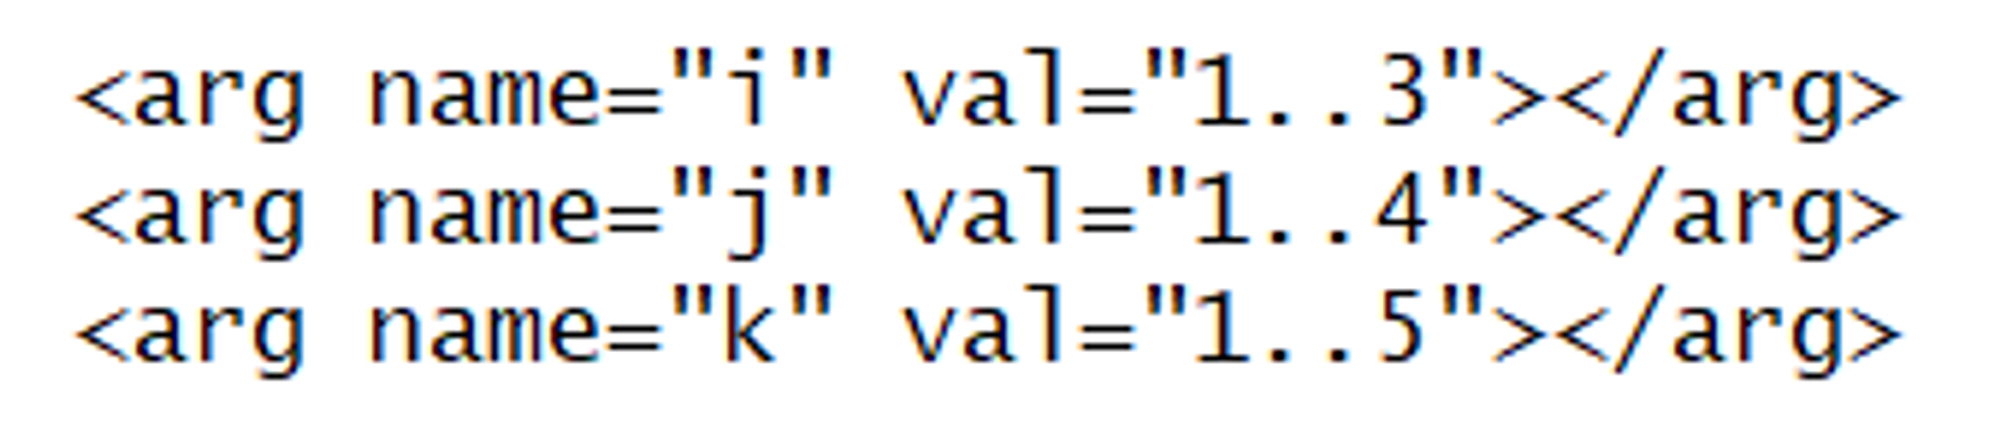 <arg name="i" val="1..3"></arg>
<arg name="j" val="1..4"></arg>
<arg name="k" val="1..5"></arg>